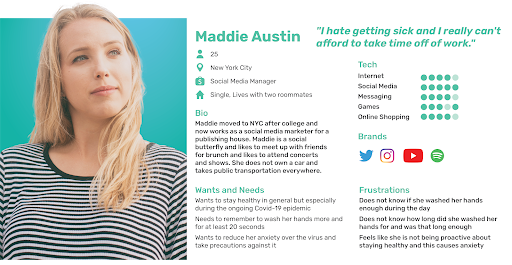 Maddie Austin
25
New York City
Social Media Manager
Single, Lives with two roommates
Bio
Maddie moved to NYC after college and
now works as a social media marketer for a
publishing house. Maddie is a social
butterfly and likes to meet up with friends
for brunch and likes to attend concerts
and shows. She does not own a car and
takes public transportation everywhere.
"I hate getting sick and I really can't
afford to take time off of work."
Tech
Internet
Social Media
Messaging
Games
Online Shopping
Brands
Wants and Needs
Wants to stay healthy in general but especially
during the ongoing Covid-19 epidemic
Needs to remember to wash her hands more and
for at least 20 seconds
Wants to reduce her anxiety over the virus and
take precautions against it
Frustrations
Does not know if she washed her hands
enough during the day
Does not know how long did she washed her
hands for and was that long enough
Feels like she is not being proactive about
staying healthy and this causes anxiety